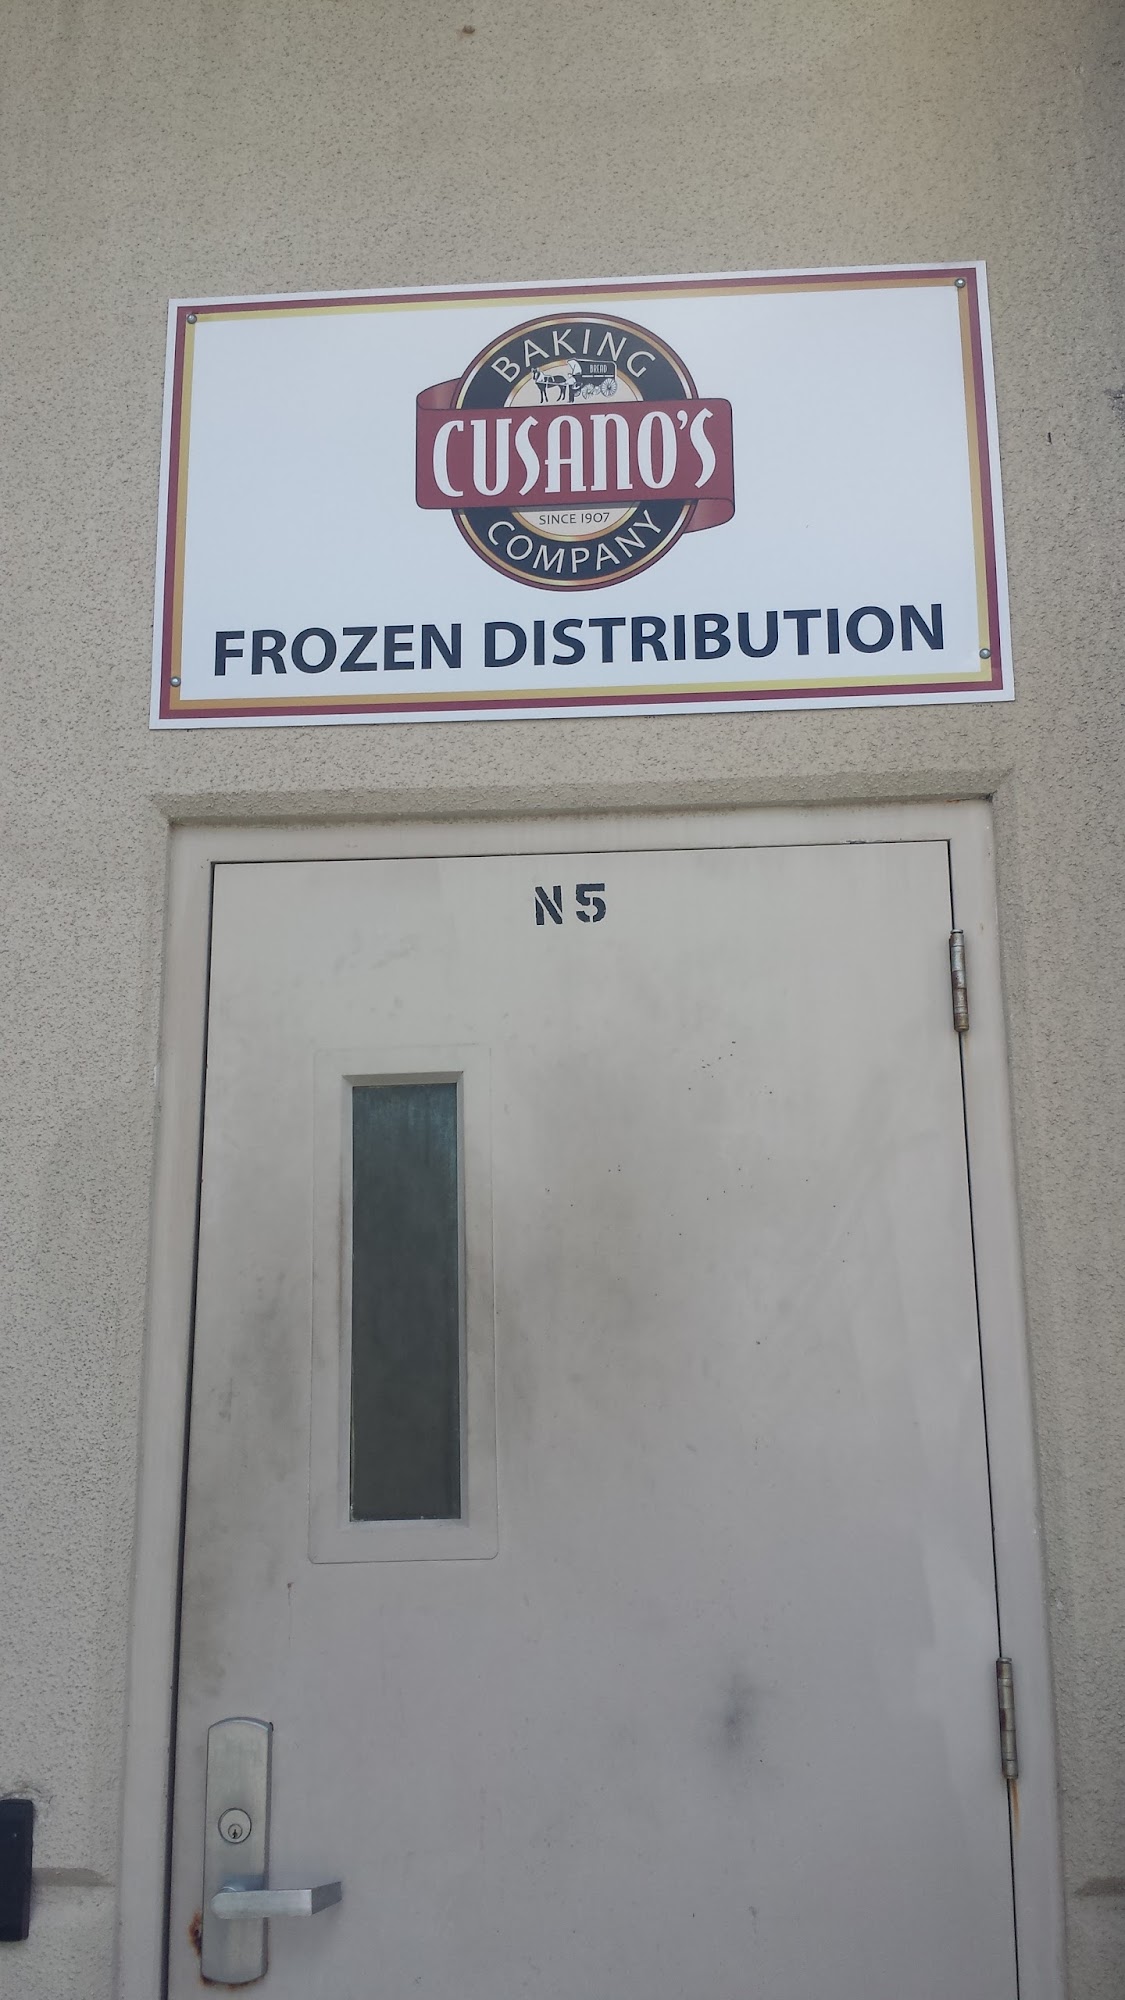 BAKING
BREAD
CUSANO'S
SINCE 1907
COMPANY
FROZEN DISTRIBUTION
N5